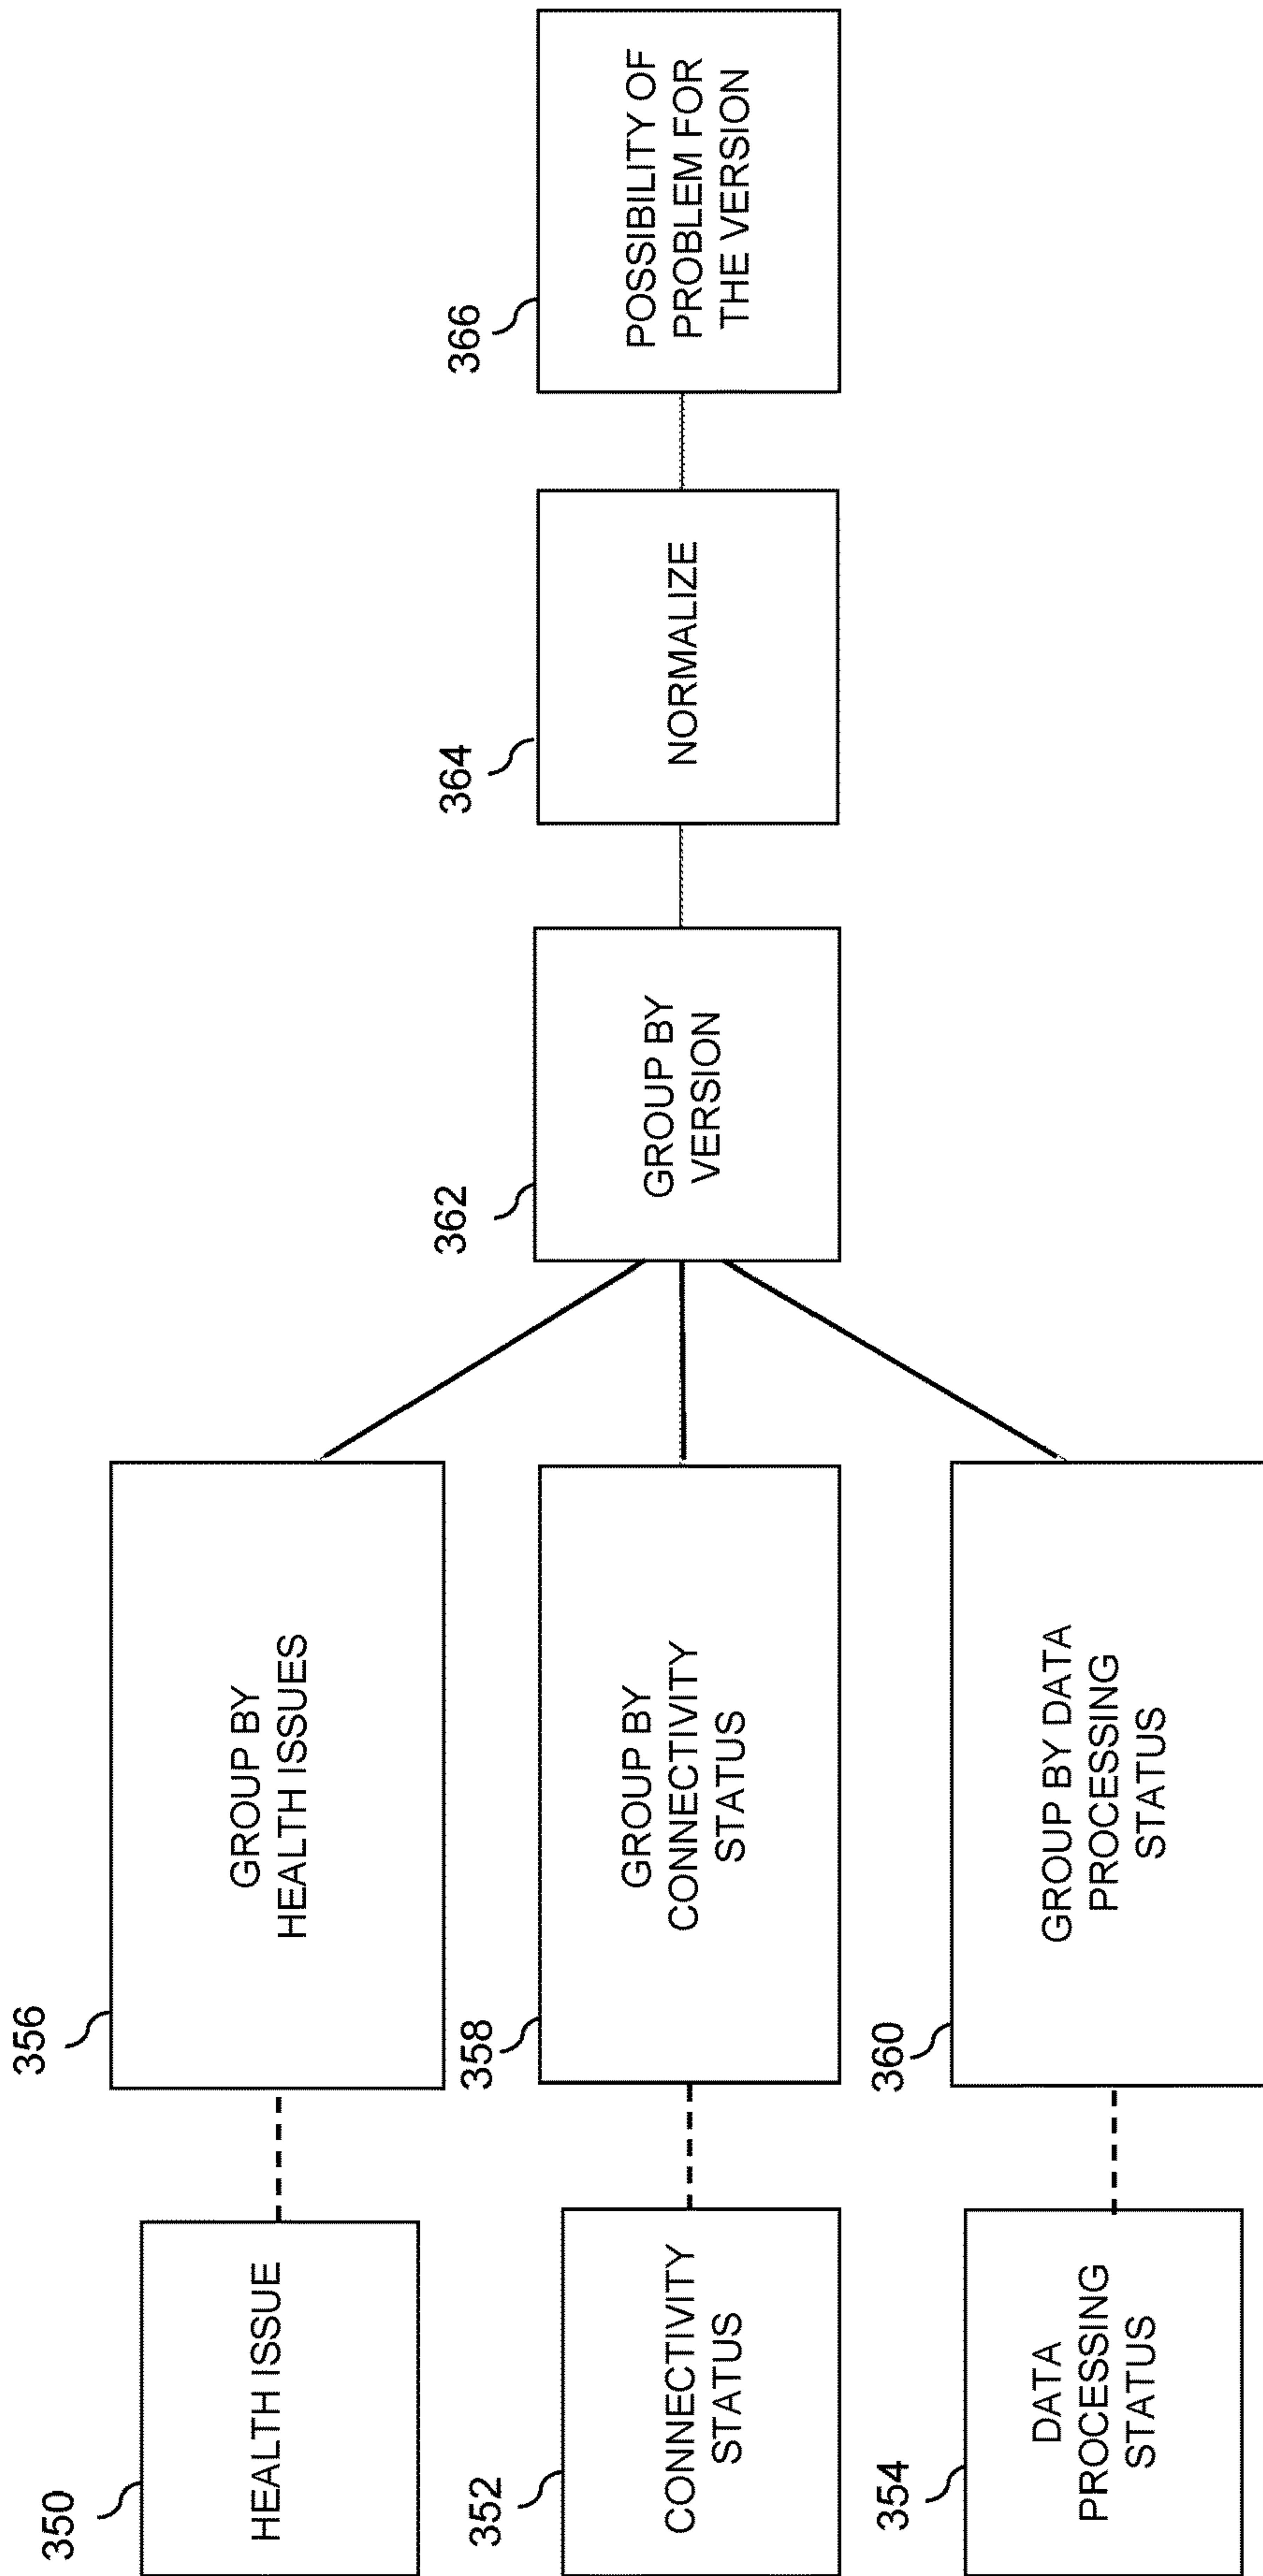 350
HEALTH ISSUE
352
CONNECTIVITY
STATUS
354
DATA
PROCESSING
STATUS
356
GROUP BY
HEALTH ISSUES
358
GROUP BY
CONNECTIVITY
STATUS
360
GROUP BY DATA
PROCESSING
STATUS
362
GROUP BY
VERSION
364
NORMALIZE
366
POSSIBILITY OF
PROBLEM FOR
THE VERSION